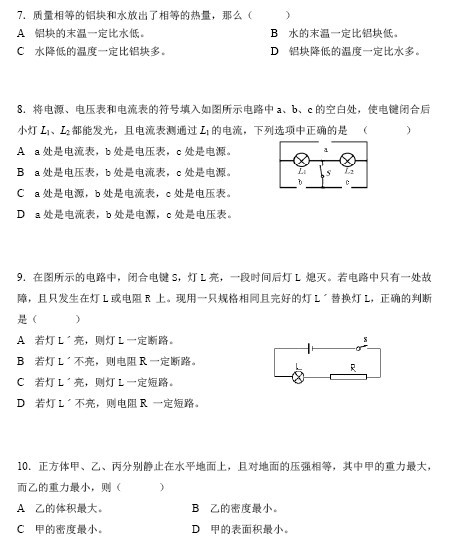 7．质量相等的铝块和水放出了相等的热量，那么（　　）
A　铝块的末温一定比水低。　　B　水的末温一定比铝块低。
C　水降低的温度一定比铝块多。　　D　铝块降低的温度一定比水多。
8．将电源、电压表和电流表的符号填入如图所示电路中 a、b、c 的空白处，使电键闭合后
小灯 L₁、L₂ 都能发光，且电流表测通过 L₁ 的电流，下列选项中正确的是　（　　）
A　a 处是电流表，b 处是电压表，c 处是电源。
B　a 处是电压表，b 处是电流表，c 处是电源。
C　a 处是电源，b 处是电流表，c 处是电压表。
D　a 处是电流表，b 处是电源，c 处是电压表。
a
L₁　S　L₂
b　c
9．在图所示的电路中，闭合电键 S，灯 L 亮，一段时间后灯 L 熄灭。若电路中只有一处故
障，且只发生在灯 L 或电阻 R 上。现用一只规格相同且完好的灯 L´替换灯 L，正确的判断
是（　　）
A　若灯 L´亮，则灯 L 一定断路。
B　若灯 L´不亮，则电阻 R 一定断路。
C　若灯 L´亮，则灯 L 一定短路。
D　若灯 L´不亮，则电阻 R 一定短路。
S
L　R
10．正方体甲、乙、丙分别静止在水平地面上，且对地面的压强相等，其中甲的重力最大，
而乙的重力最小，则（　　）
A　乙的体积最大。　　B　乙的密度最小。
C　甲的密度最小。　　D　甲的表面积最小。